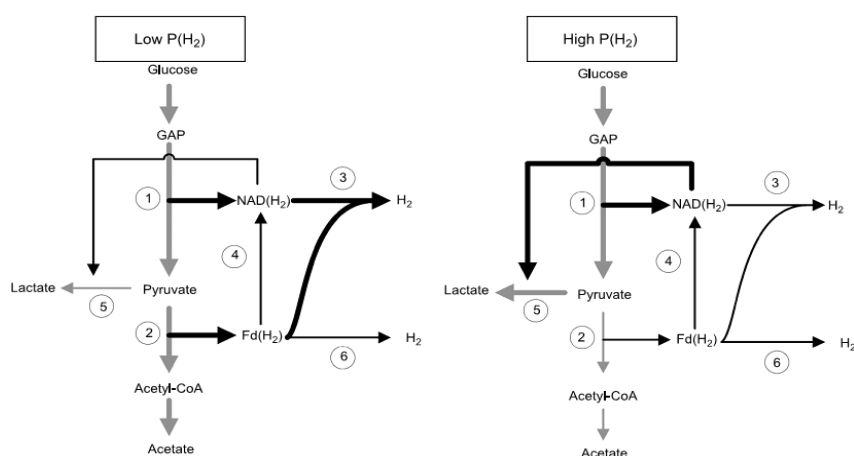 Low P(H₂)
Glucose
GAP
1
NAD(H₂)
3
H₂
4
Lactate
5
Pyruvate
2
Fd(H₂)
H₂
6
Acetyl-CoA
Acetate
High P(H₂)
Glucose
GAP
1
NAD(H₂)
3
H₂
4
Lactate
5
Pyruvate
2
Fd(H₂)
H₂
6
Acetyl-CoA
Acetate